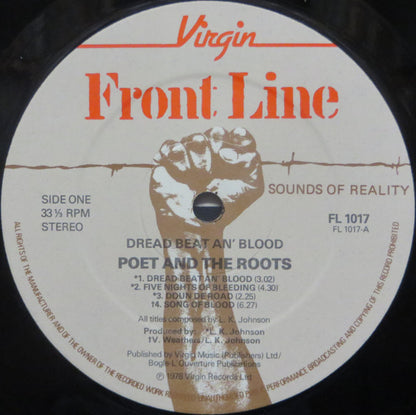 Virgin
Front Line
SOUNDS OF REALITY
SIDE ONE
33 ⅓ RPM
STEREO
FL 1017
FL 1017-A
DREAD BEAT AN' BLOOD
POET AND THE ROOTS
*1. DREAD BEAT AN' BLOOD (3.02)
*2. FIVE NIGHTS OF BLEEDING (4.30)
*3. DOUN DE ROAD (2.25)
†4. SONG OF BLOOD (6.27)
All titles composed by L. K. Johnson
Produced by: *L. K. Johnson
†V. Weathers/L. K. Johnson
Published by Virgin Music (Publishers) Ltd/
Bogle L'Ouverture Publications
℗ 1978 Virgin Records Ltd
ALL RIGHTS OF THE MANUFACTURER AND OF THE OWNER OF THE RECORDED WORK RESERVED UNAUTHORISED PERFORMANCE BROADCASTING AND COPYING OF THIS RECORD PROHIBITED